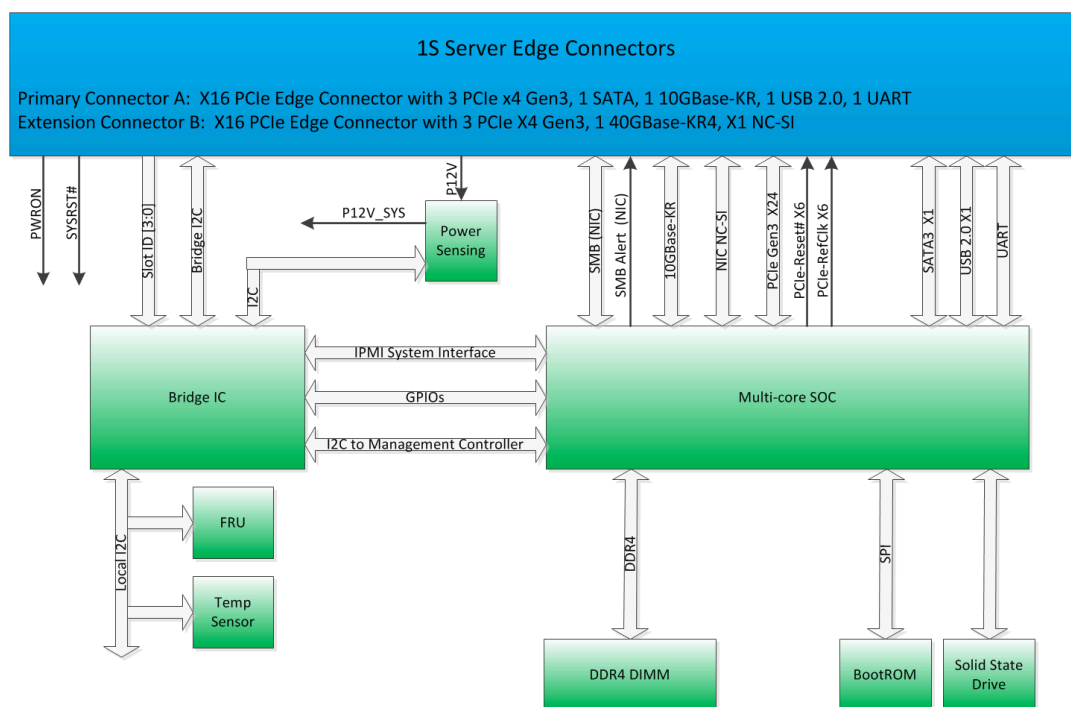 1S Server Edge Connectors
Primary Connector A: X16 PCIe Edge Connector with 3 PCIe x4 Gen3, 1 SATA, 1 10GBase-KR, 1 USB 2.0, 1 UART
Extension Connector B: X16 PCIe Edge Connector with 3 PCIe X4 Gen3, 1 40GBase-KR4, X1 NC-SI
PWRON
SYSRST#
Slot ID [3:0]
Bridge I2C
P12V
P12V_SYS
Power
Sensing
I2C
SMB (NIC)
SMB Alert (NIC)
10GBase-KR
NIC NC-SI
PCIe Gen3 X24
PCIe-Reset# X6
PCIe-RefClk X6
SATA3 X1
USB 2.0 X1
UART
Bridge IC
IPMI System Interface
GPIOs
I2C to Management Controller
Multi-core SOC
Local I2C
FRU
Temp
Sensor
DDR4
SPI
DDR4 DIMM
BootROM
Solid State
Drive